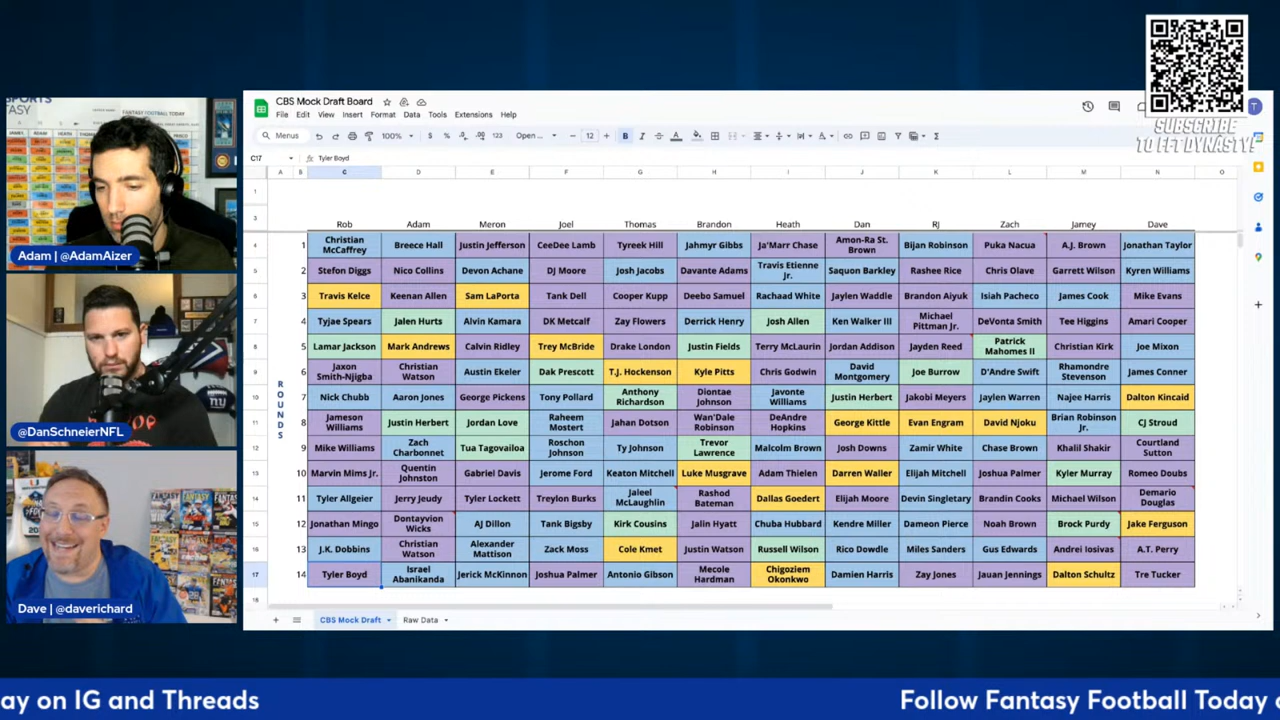 SUBSCRIBE
TO FFT DYNASTY!
CBS Mock Draft Board
File Edit View Insert Format Data Tools Extensions Help
Menus 100% $ % 123 Open ... 12 B I A
C17 Tyler Boyd
A B C D E F G H I J K L M N O
Rob Adam Meron Joel Thomas Brandon Heath Dan RJ Zach Jamey Dave
ROUNDS
1 Christian McCaffrey Breece Hall Justin Jefferson CeeDee Lamb Tyreek Hill Jahmyr Gibbs Ja'Marr Chase Amon-Ra St. Brown Bijan Robinson Puka Nacua A.J. Brown Jonathan Taylor
2 Stefon Diggs Nico Collins Devon Achane DJ Moore Josh Jacobs Davante Adams Travis Etienne Jr. Saquon Barkley Rashee Rice Chris Olave Garrett Wilson Kyren Williams
3 Travis Kelce Keenan Allen Sam LaPorta Tank Dell Cooper Kupp Deebo Samuel Rachaad White Jaylen Waddle Brandon Aiyuk Isiah Pacheco James Cook Mike Evans
4 Tyjae Spears Jalen Hurts Alvin Kamara DK Metcalf Zay Flowers Derrick Henry Josh Allen Ken Walker III Michael Pittman Jr. DeVonta Smith Tee Higgins Amari Cooper
5 Lamar Jackson Mark Andrews Calvin Ridley Trey McBride Drake London Justin Fields Terry McLaurin Jordan Addison Jayden Reed Patrick Mahomes II Christian Kirk Joe Mixon
6 Jaxon Smith-Njigba Christian Watson Austin Ekeler Dak Prescott T.J. Hockenson Kyle Pitts Chris Godwin David Montgomery Joe Burrow D'Andre Swift Rhamondre Stevenson James Conner
7 Nick Chubb Aaron Jones George Pickens Tony Pollard Anthony Richardson Diontae Johnson Javonte Williams Justin Herbert Jakobi Meyers Jaylen Warren Najee Harris Dalton Kincaid
8 Jameson Williams Justin Herbert Jordan Love Raheem Mostert Jahan Dotson Wan'Dale Robinson DeAndre Hopkins George Kittle Evan Engram David Njoku Brian Robinson Jr. CJ Stroud
9 Mike Williams Zach Charbonnet Tua Tagovailoa Roschon Johnson Ty Johnson Trevor Lawrence Malcolm Brown Josh Downs Zamir White Chase Brown Khalil Shakir Courtland Sutton
10 Marvin Mims Jr. Quentin Johnston Gabriel Davis Jerome Ford Keaton Mitchell Luke Musgrave Adam Thielen Darren Waller Elijah Mitchell Joshua Palmer Kyler Murray Romeo Doubs
11 Tyler Allgeier Jerry Jeudy Tyler Lockett Treylon Burks Jaleel McLaughlin Rashod Bateman Dallas Goedert Elijah Moore Devin Singletary Brandin Cooks Michael Wilson Demario Douglas
12 Jonathan Mingo Dontayvion Wicks AJ Dillon Tank Bigsby Kirk Cousins Jalin Hyatt Chuba Hubbard Kendre Miller Dameon Pierce Noah Brown Brock Purdy Jake Ferguson
13 J.K. Dobbins Christian Watson Alexander Mattison Zack Moss Cole Kmet Justin Watson Russell Wilson Rico Dowdle Miles Sanders Gus Edwards Andrei Iosivas A.T. Perry
14 Tyler Boyd Israel Abanikanda Jerick McKinnon Joshua Palmer Antonio Gibson Mecole Hardman Chigoziem Okonkwo Damien Harris Zay Jones Jauan Jennings Dalton Schultz Tre Tucker
CBS Mock Draft Raw Data
FANTASY FOOTBALL TODAY
Adam | @AdamAizer
@DanSchneierNFL
Dave | @daverichard
ay on IG and Threads
Follow Fantasy Football Today